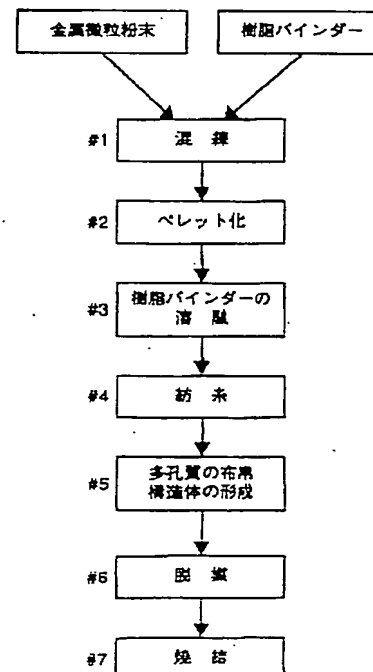 金属微粒粉末
樹脂バインダー
#1
混 練
#2
ペレット化
#3
樹脂バインダーの
溶 融
#4
紡 糸
#5
多孔質の布帛
構造体の形成
#6
脱 脂
#7
焼 結